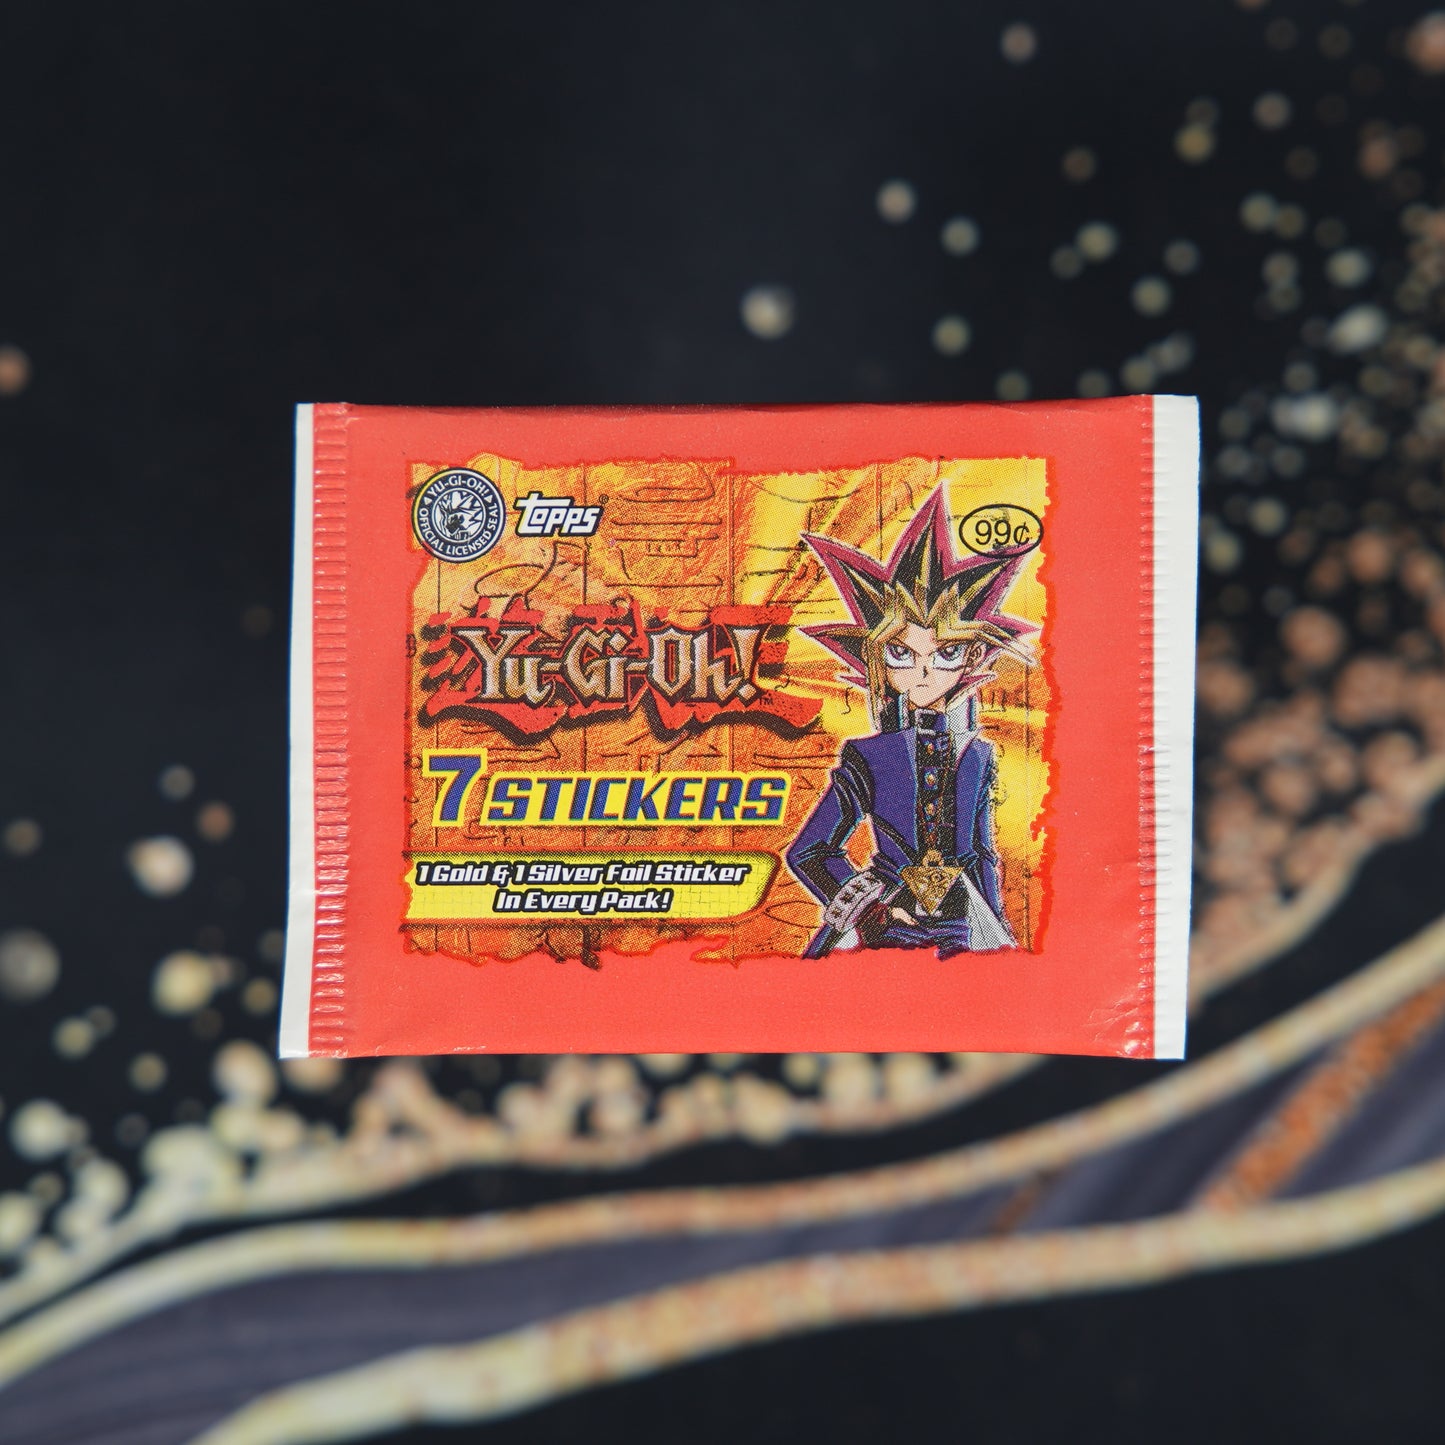 YU-GI-OH!
OFFICIAL LICENSED SEAL
Topps®
99¢
Yu-Gi-Oh!™
7 STICKERS
1 Gold & 1 Silver Foil Sticker
In Every Pack!